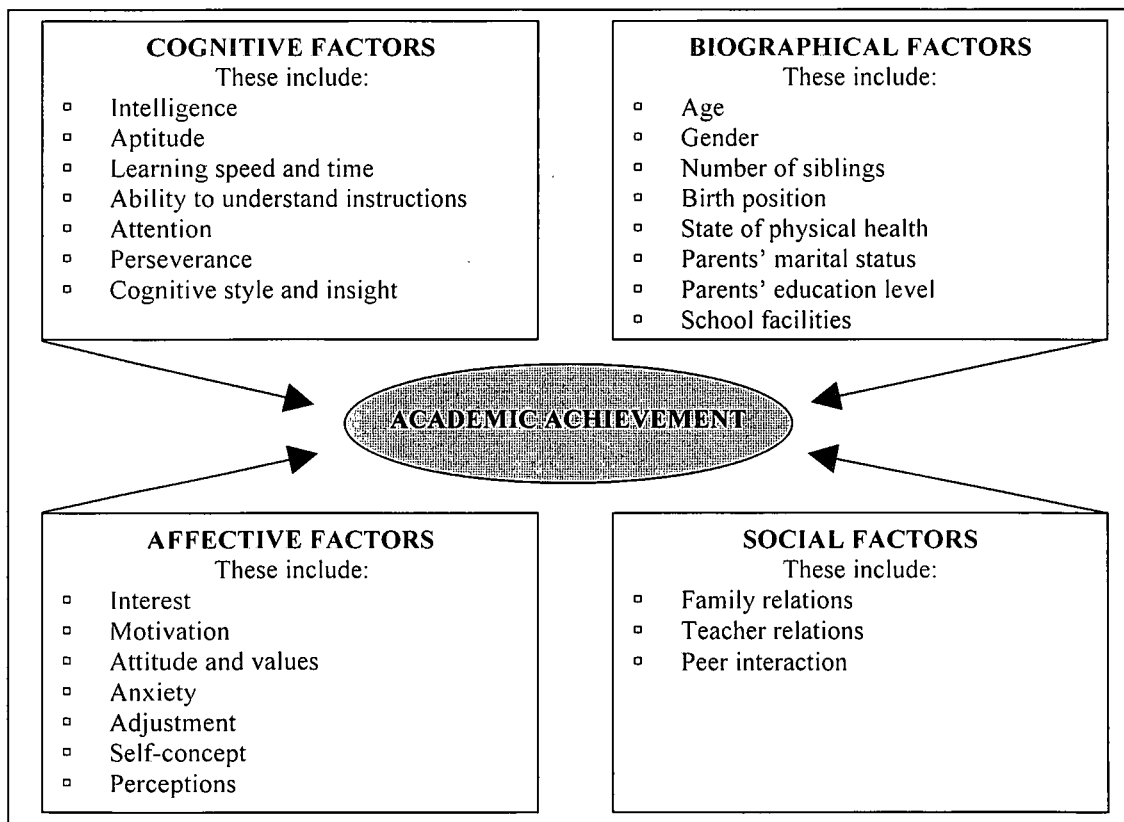 COGNITIVE FACTORS
These include:
▫ Intelligence
▫ Aptitude
▫ Learning speed and time
▫ Ability to understand instructions
▫ Attention
▫ Perseverance
▫ Cognitive style and insight
BIOGRAPHICAL FACTORS
These include:
▫ Age
▫ Gender
▫ Number of siblings
▫ Birth position
▫ State of physical health
▫ Parents' marital status
▫ Parents' education level
▫ School facilities
ACADEMIC ACHIEVEMENT
AFFECTIVE FACTORS
These include:
▫ Interest
▫ Motivation
▫ Attitude and values
▫ Anxiety
▫ Adjustment
▫ Self-concept
▫ Perceptions
SOCIAL FACTORS
These include:
▫ Family relations
▫ Teacher relations
▫ Peer interaction